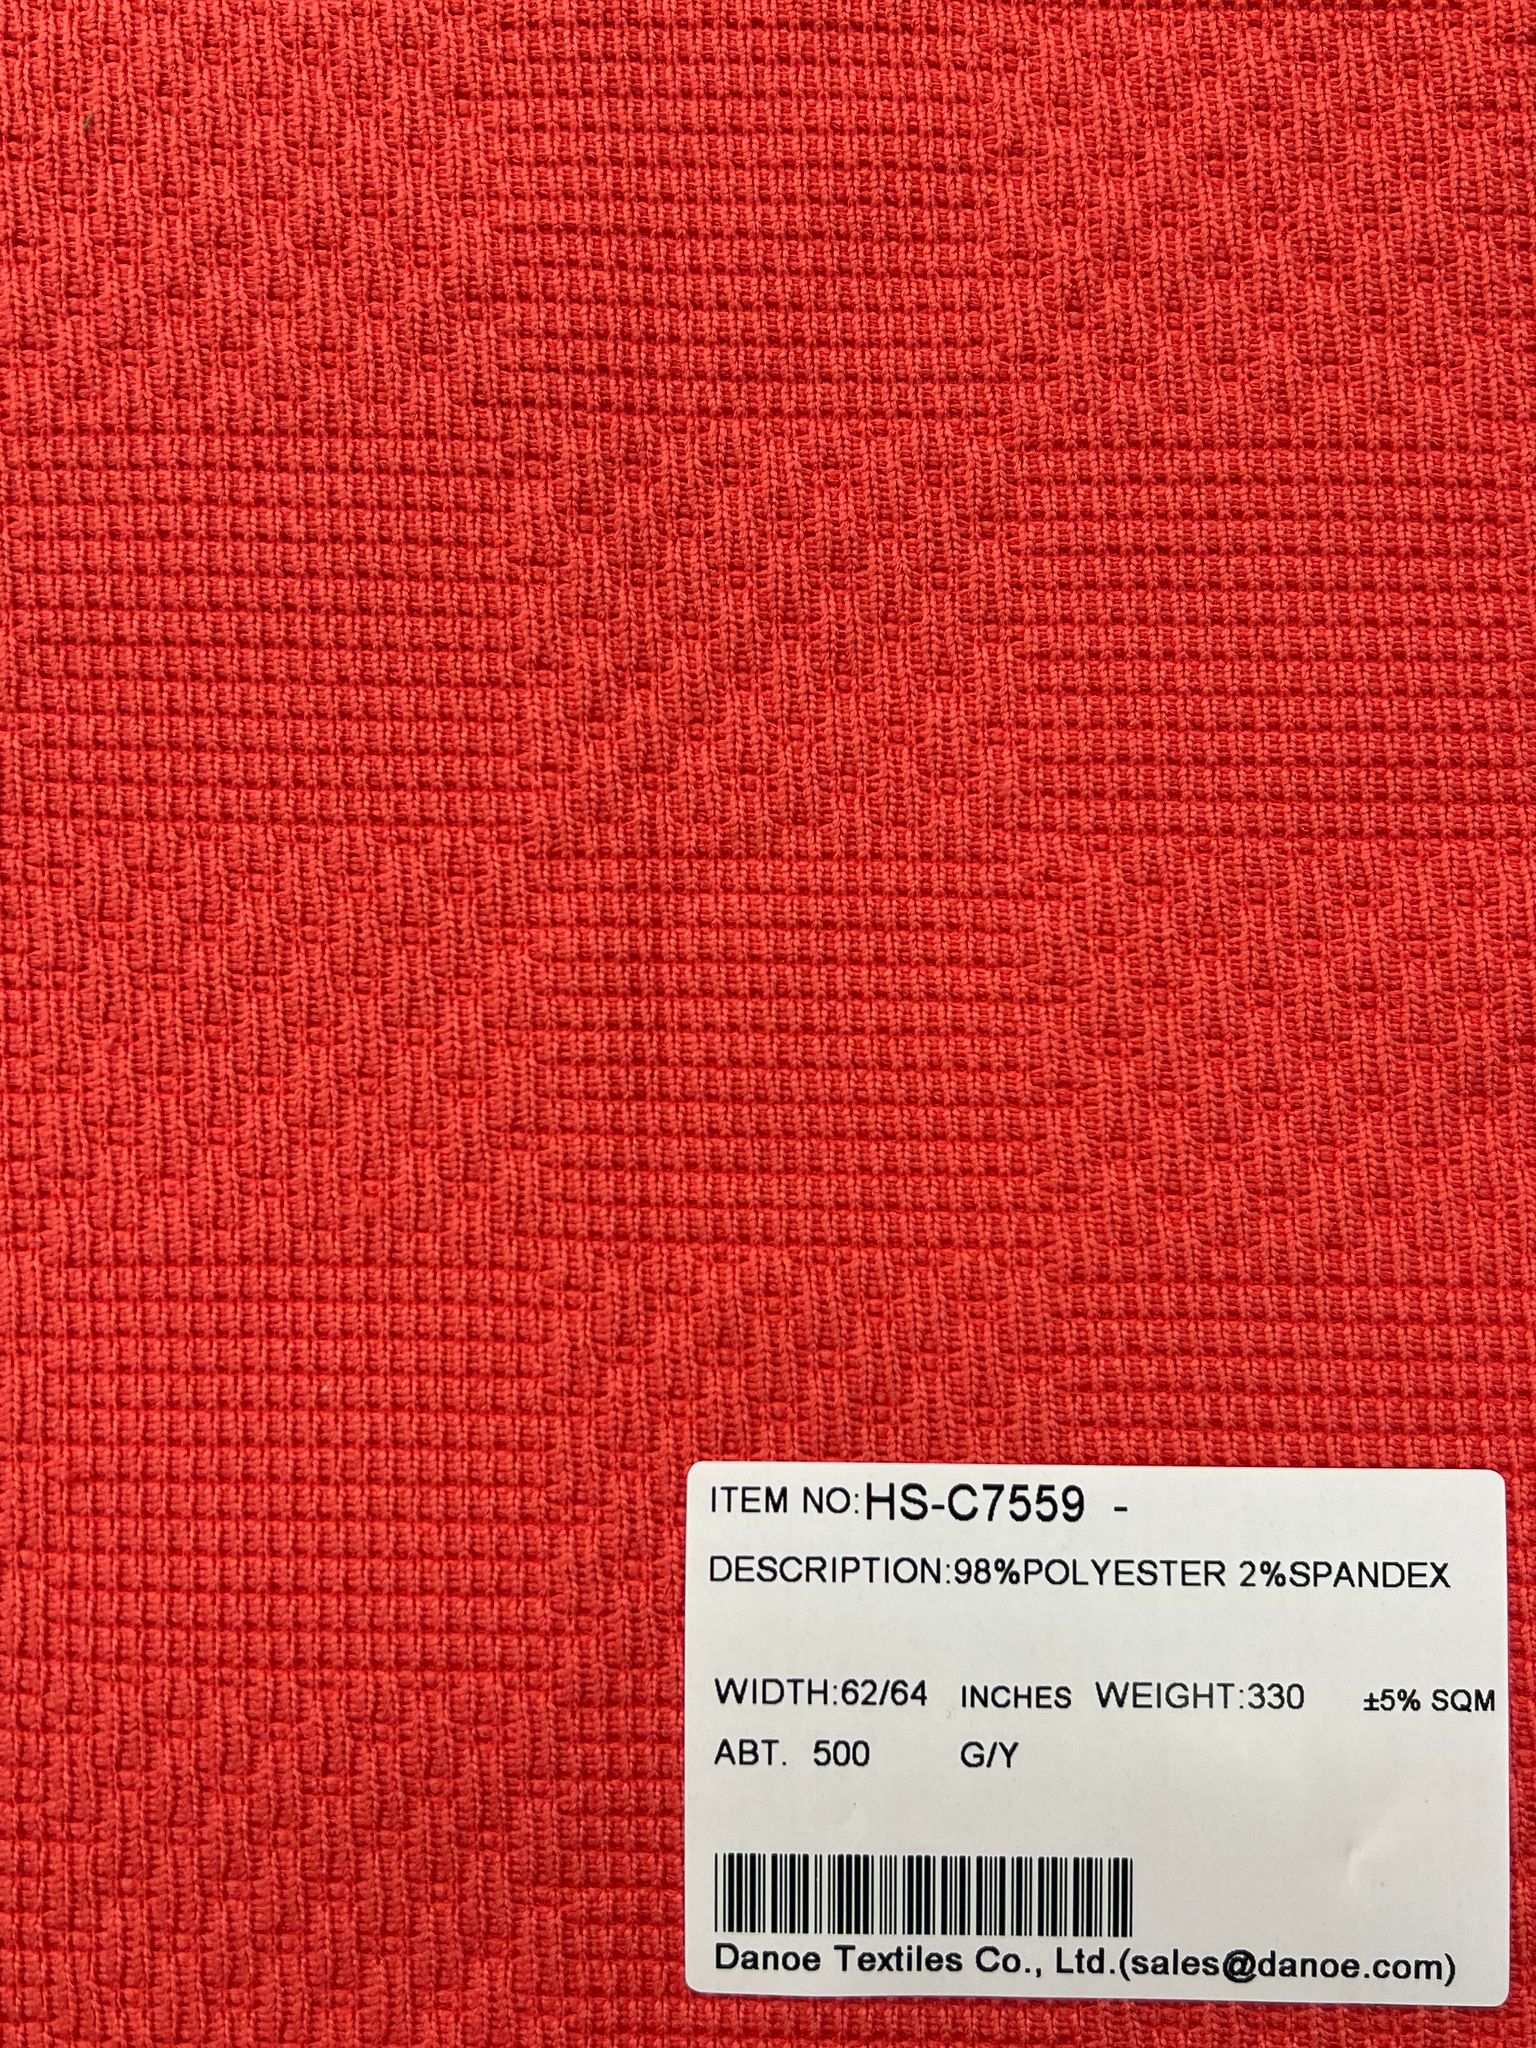 ITEM NO:HS-C7559 -
DESCRIPTION:98%POLYESTER 2%SPANDEX
WIDTH:62/64 INCHES WEIGHT:330 ±5% SQM
ABT. 500 G/Y
Danoe Textiles Co., Ltd.(sales@danoe.com)